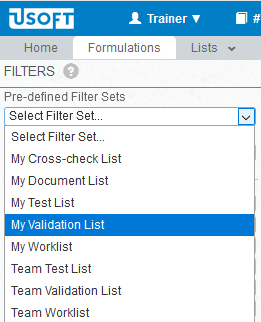 USOFT
Trainer
#
Home Formulations Lists
FILTERS ?
Pre-defined Filter Sets
Select Filter Set...
Select Filter Set...
My Cross-check List
My Document List
My Test List
My Validation List
My Worklist
Team Test List
Team Validation List
Team Worklist